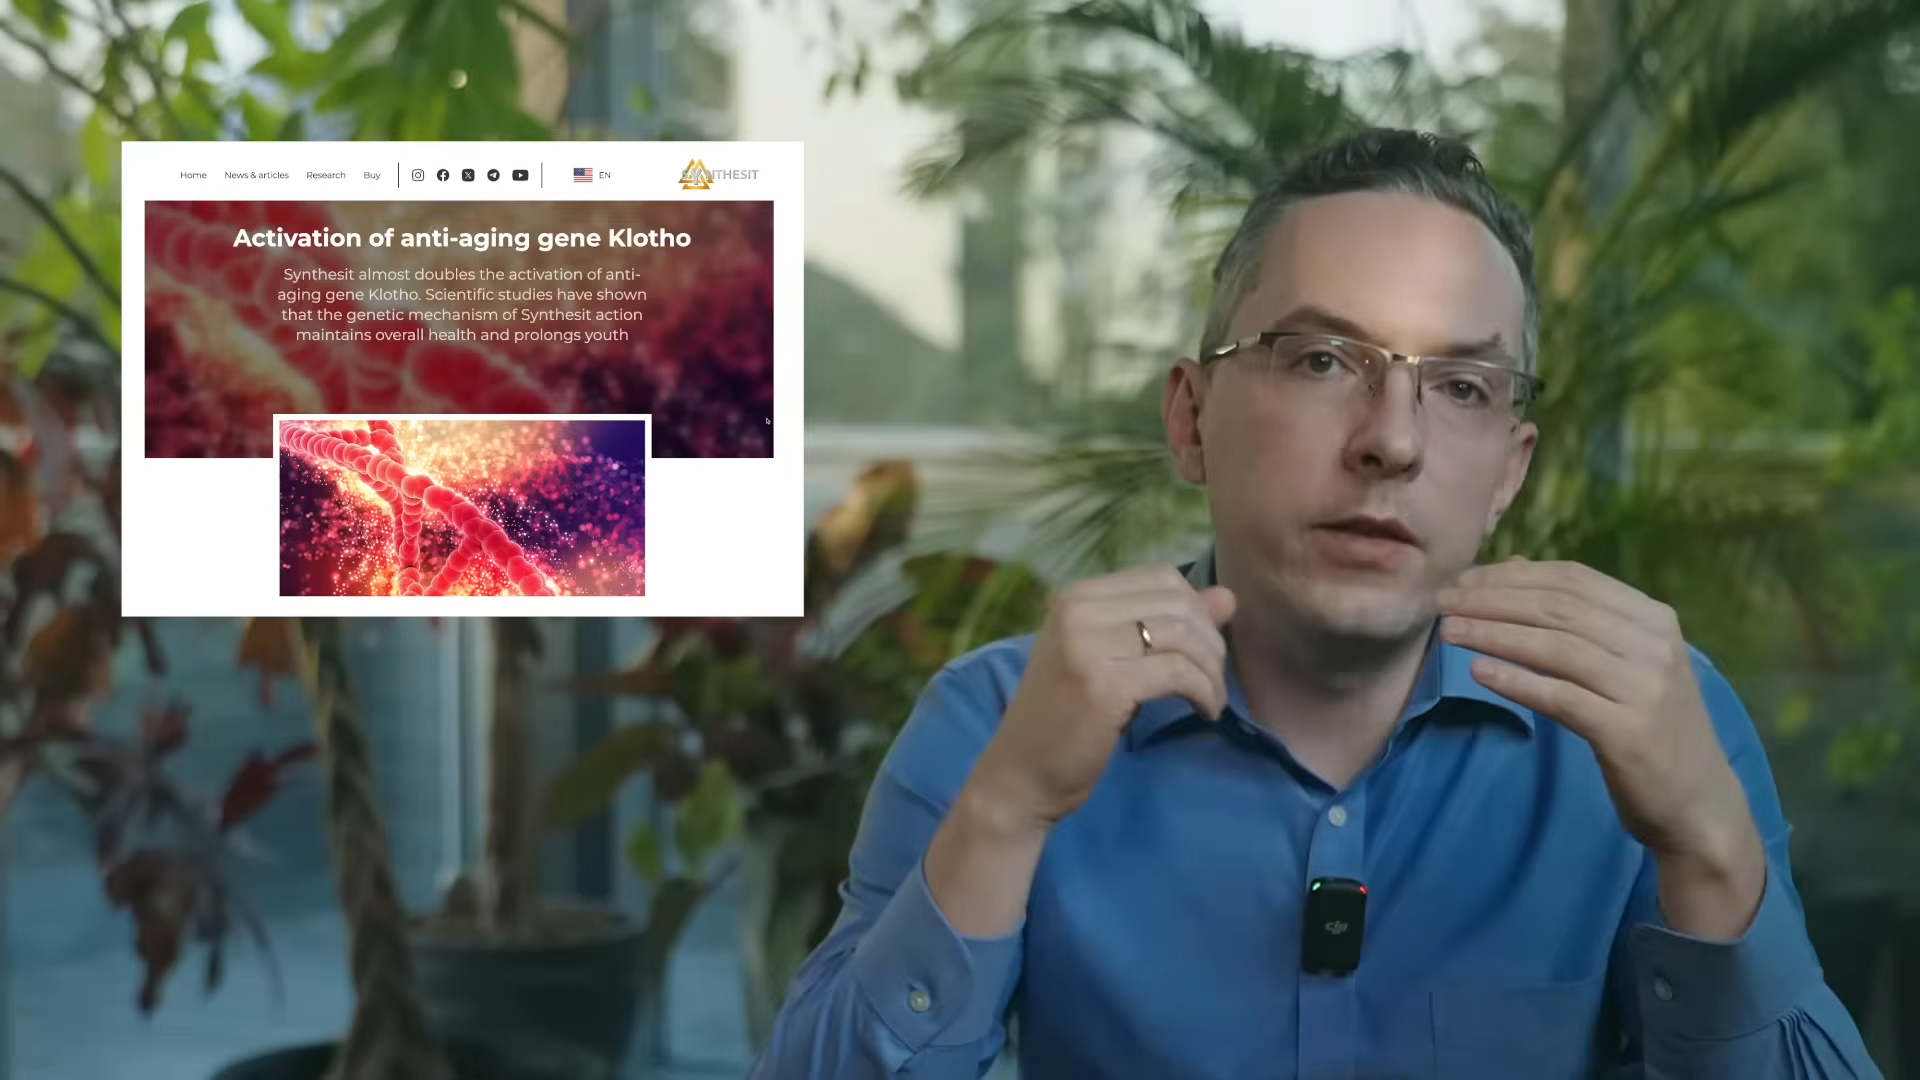 Home News & articles Research Buy EN SYNTHESIT
Activation of anti-aging gene Klotho
Synthesit almost doubles the activation of anti-
aging gene Klotho. Scientific studies have shown
that the genetic mechanism of Synthesit action
maintains overall health and prolongs youth
dji